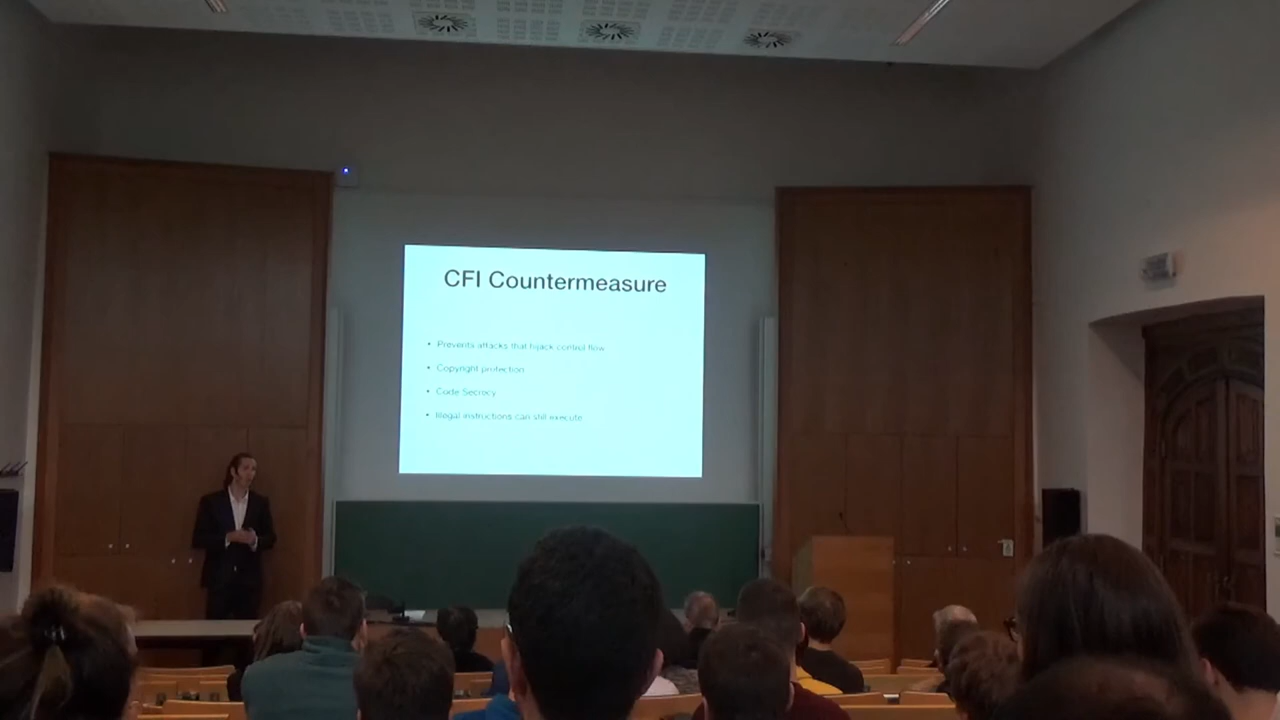 CFI Countermeasure
• Prevents attacks that hijack control flow
• Copyright protection
• Code Secrecy
• Illegal instructions can still execute